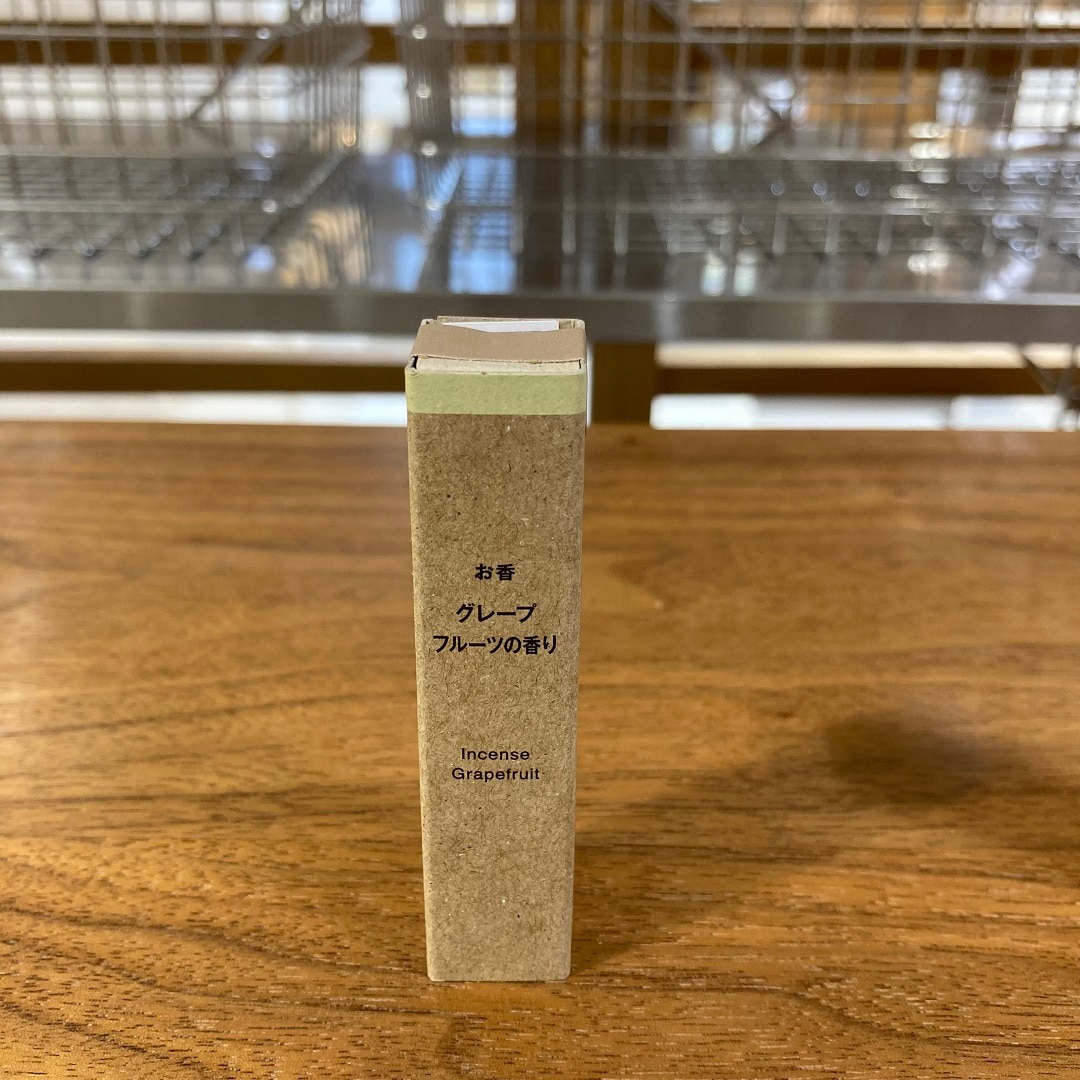 お香
グレープ
フルーツの香り
Incense
Grapefruit